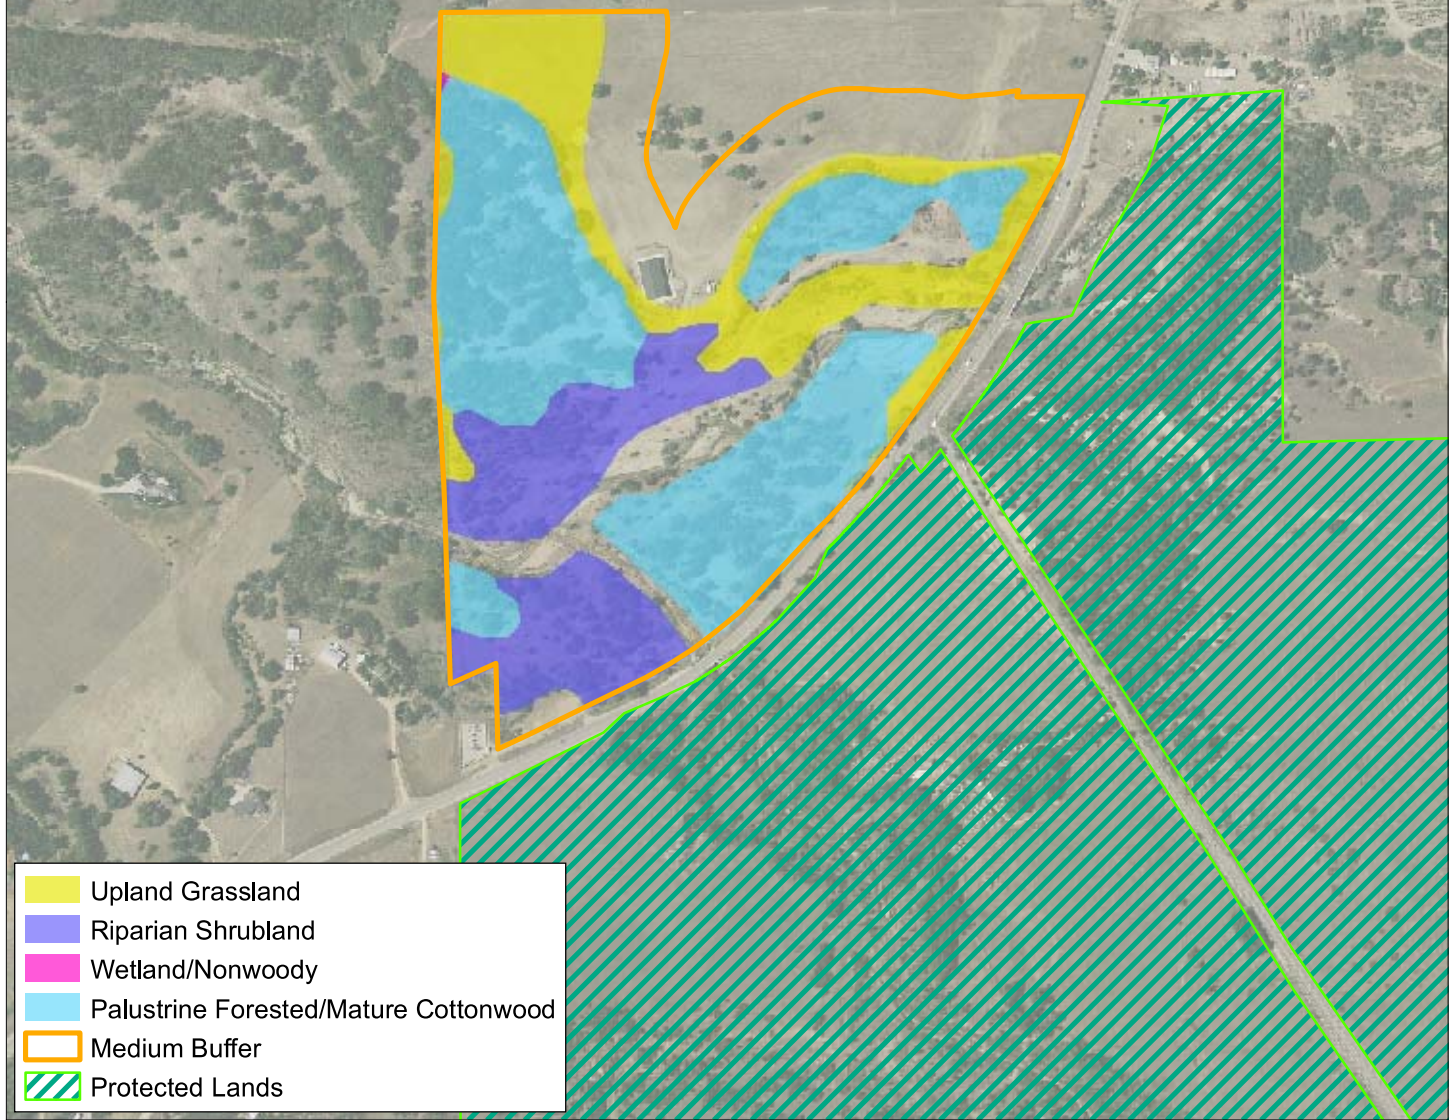 Upland Grassland
Riparian Shrubland
Wetland/Nonwoody
Palustrine Forested/Mature Cottonwood
Medium Buffer
Protected Lands